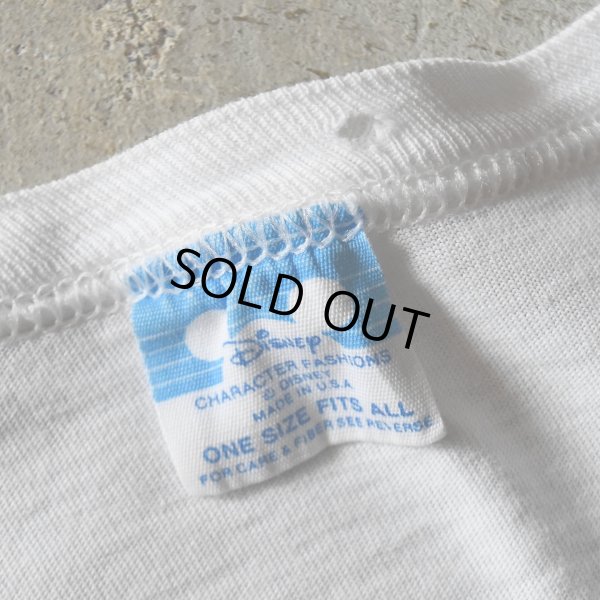 SOLD OUT
Disney
CHARACTER FASHIONS
© DISNEY
MADE IN U.S.A
ONE SIZE FITS ALL
FOR CARE & FIBER SEE REVERSE